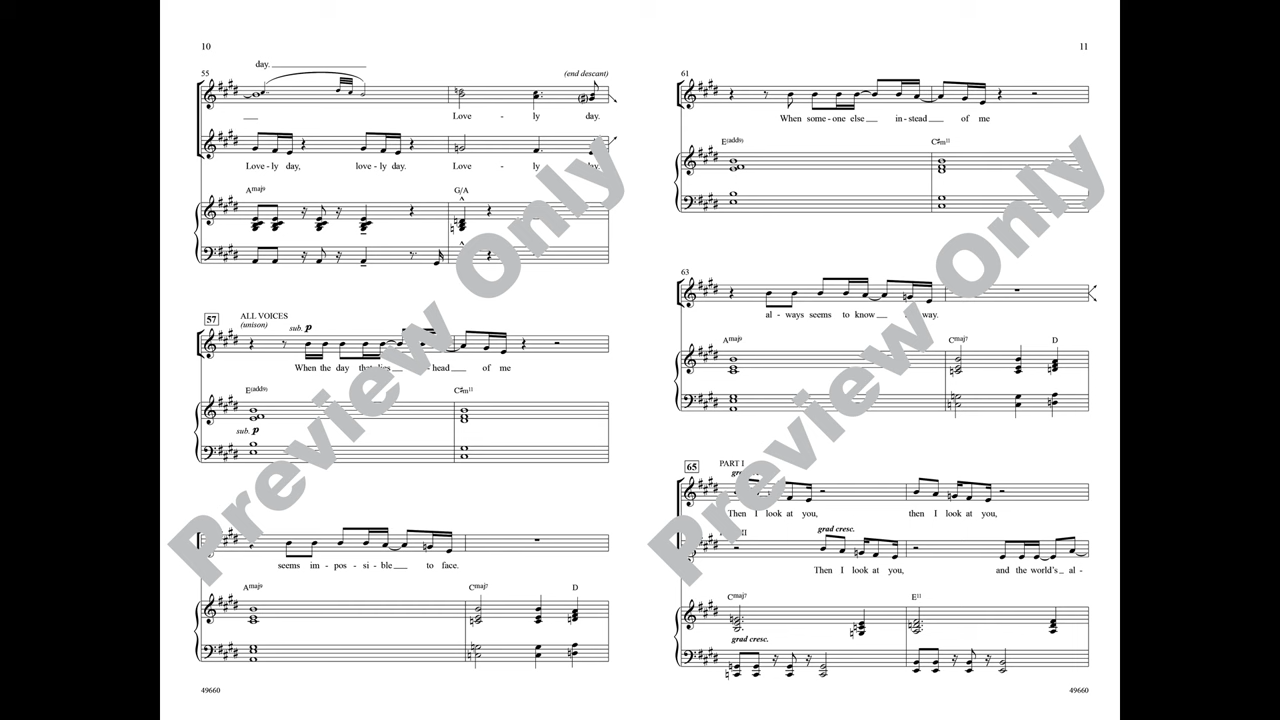 10
day.
55
(end descant)
Love - ly day.
Love - ly day, love - ly day. Love - ly day.
Amaj9 G/A
57
ALL VOICES
(unison)
sub. p
When the day that lies head of me
E(add9) C♯m11
sub. p
seems im - pos - si - ble to face.
Amaj9 Cmaj7 D
49660
11
61
When some - one else in - stead of me
E(add9) C♯m11
63
al - ways seems to know way.
Amaj9 Cmaj7 D
65
PART I
Then I look at you, then I look at you,
grad cresc.
Then I look at you, and the world's al-
Cmaj7 E11
grad cresc.
49660
Preview Only
Preview Only